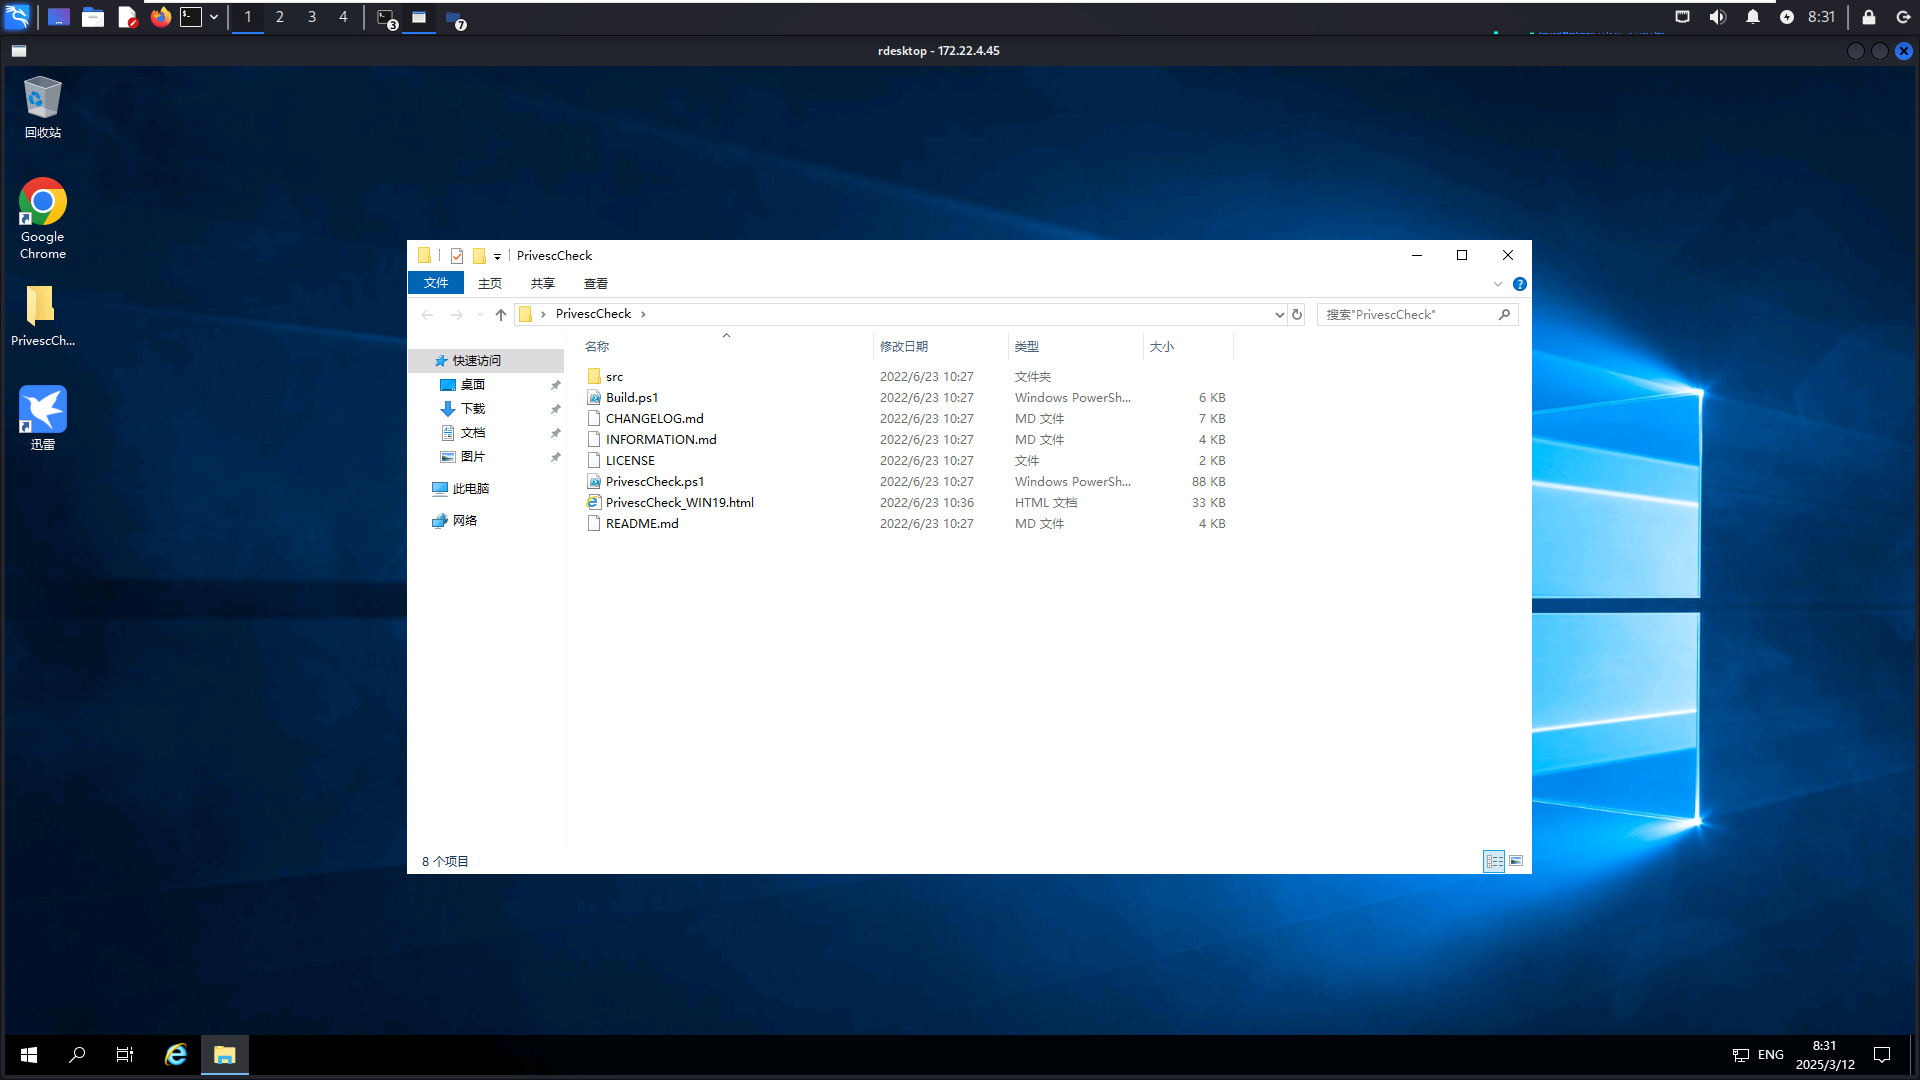 1 2 3 4
3
7
8:31
rdesktop - 172.22.4.45
回收站
Google
Chrome
PrivescCh...
迅雷
PrivescCheck
文件 主页 共享 查看
PrivescCheck
搜索"PrivescCheck"
名称 修改日期 类型 大小
快速访问
桌面
下载
文档
图片
此电脑
网络
src 2022/6/23 10:27 文件夹
Build.ps1 2022/6/23 10:27 Windows PowerSh... 6 KB
CHANGELOG.md 2022/6/23 10:27 MD 文件 7 KB
INFORMATION.md 2022/6/23 10:27 MD 文件 4 KB
LICENSE 2022/6/23 10:27 文件 2 KB
PrivescCheck.ps1 2022/6/23 10:27 Windows PowerSh... 88 KB
PrivescCheck_WIN19.html 2022/6/23 10:36 HTML 文档 33 KB
README.md 2022/6/23 10:27 MD 文件 4 KB
8 个项目
ENG
8:31
2025/3/12